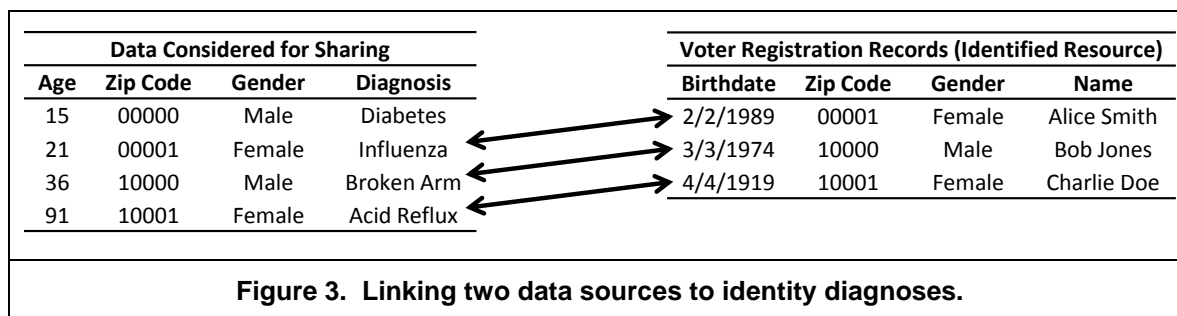 Data Considered for Sharing Voter Registration Records (Identified Resource)
Age Zip Code Gender Diagnosis Birthdate Zip Code Gender Name
15 00000 Male Diabetes 2/2/1989 00001 Female Alice Smith
21 00001 Female Influenza 3/3/1974 10000 Male Bob Jones
36 10000 Male Broken Arm 4/4/1919 10001 Female Charlie Doe
91 10001 Female Acid Reflux
Figure 3. Linking two data sources to identity diagnoses.